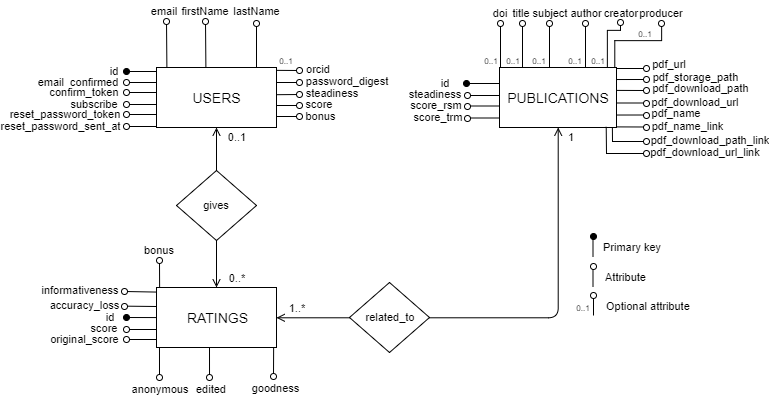 email firstName lastName
doi title subject author creator producer
0..1
0..1
0..1 0..1 0..1 0..1 0..1
id
email_confirmed
confirm_token
subscribe
reset_password_token
reset_password_sent_at
USERS
orcid
password_digest
steadiness
score
bonus
id
steadiness
score_rsm
score_trm
PUBLICATIONS
pdf_url
pdf_storage_path
pdf_download_path
pdf_download_url
pdf_name
pdf_name_link
pdf_download_path_link
pdf_download_url_link
0..1
1
gives
bonus
0..*
informativeness
accuracy_loss
id
score
original_score
RATINGS
1..*
related_to
anonymous edited goodness
Primary key
Attribute
0..1
Optional attribute